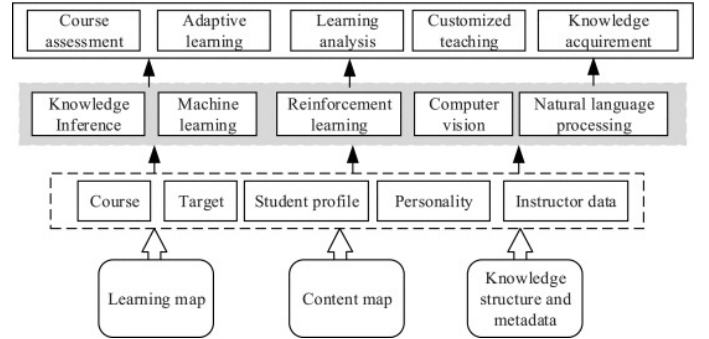 Course
assessment
Adaptive
learning
Learning
analysis
Customized
teaching
Knowledge
acquirement
Knowledge
Inference
Machine
learning
Reinforcement
learning
Computer
vision
Natural language
processing
Course
Target
Student profile
Personality
Instructor data
Learning map
Content map
Knowledge
structure and
metadata